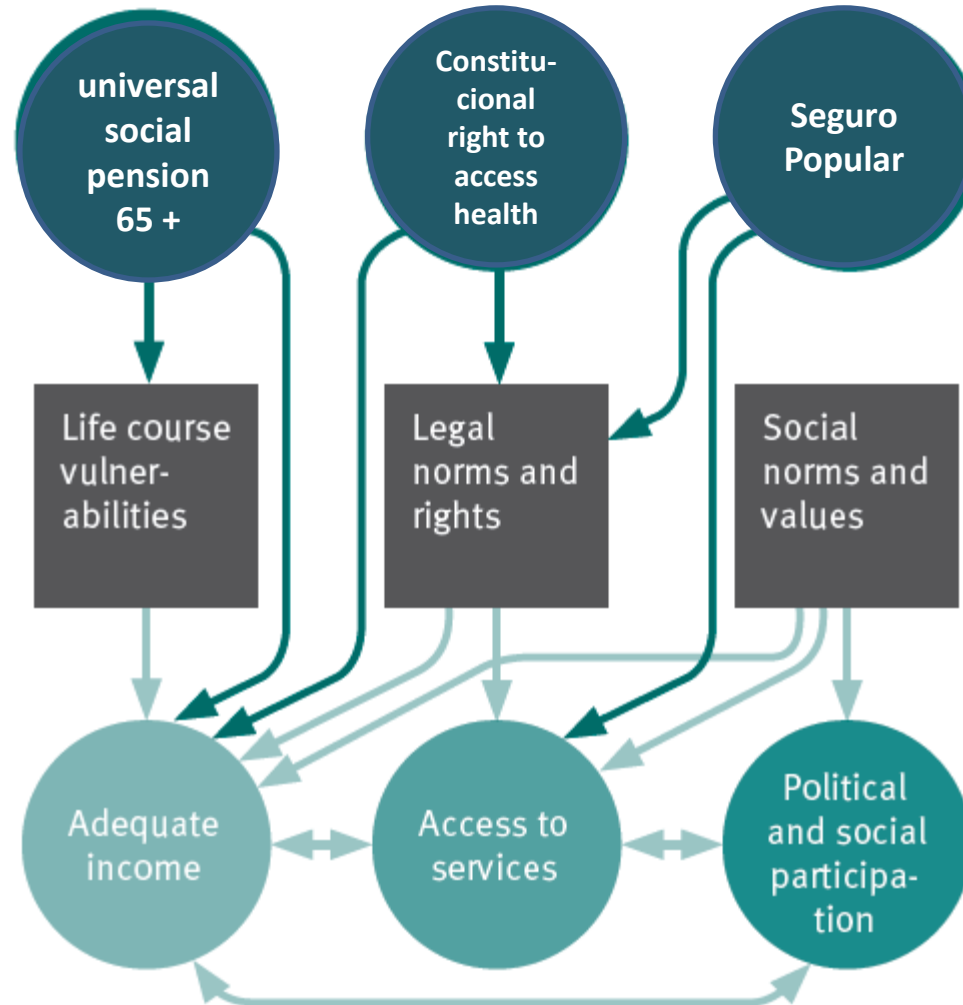 universal
social
pension
65 +
Constitu-
cional
right to
access
health
Seguro
Popular
Life course
vulner-
abilities
Legal
norms and
rights
Social
norms and
values
Adequate
income
Access to
services
Political
and social
participa-
tion